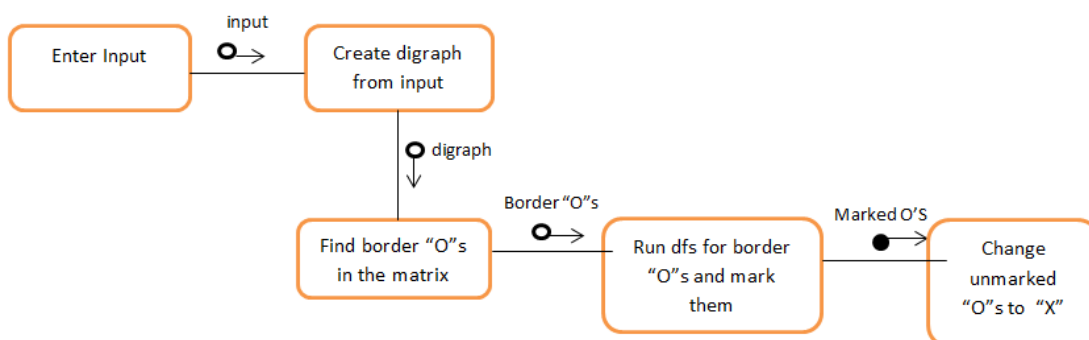 Enter Input
input
Create digraph
from input
digraph
Find border “O”s
in the matrix
Border “O”s
Run dfs for border
“O”s and mark
them
Marked O’S
Change
unmarked
“O”s to “X”